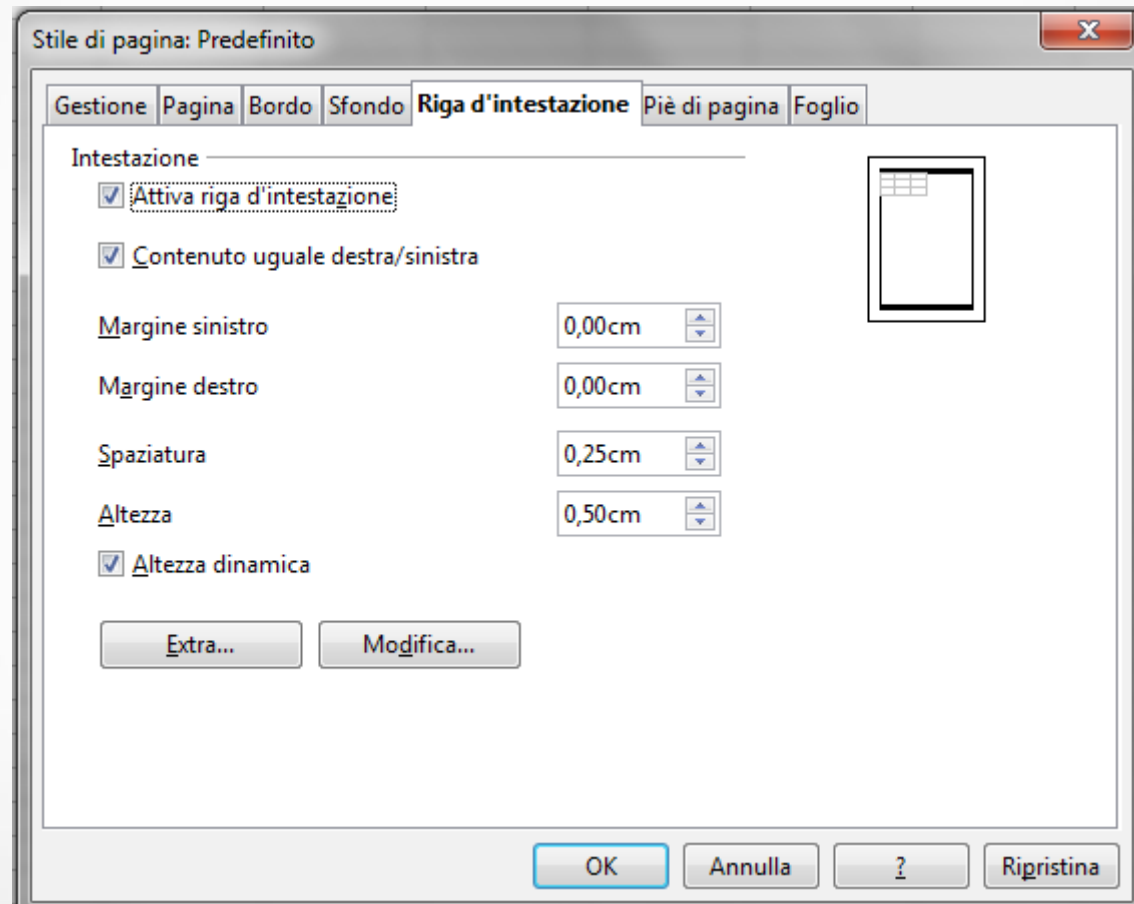 Stile di pagina: Predefinito
Gestione Pagina Bordo Sfondo Riga d'intestazione Piè di pagina Foglio
Intestazione
Attiva riga d'intestazione
Contenuto uguale destra/sinistra
Margine sinistro 0,00cm
Margine destro 0,00cm
Spaziatura 0,25cm
Altezza 0,50cm
Altezza dinamica
Extra... Modifica...
OK Annulla ? Ripristina